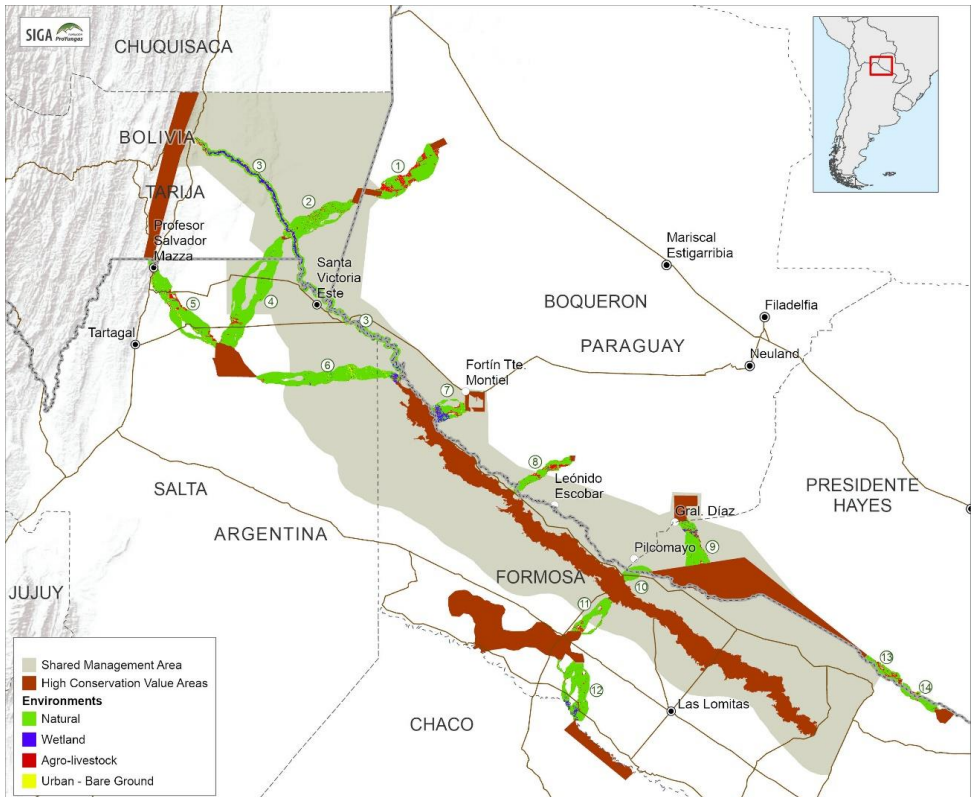 SIGA
FUNDACIÓN
ProYungas
CHUQUISACA
BOLIVIA
TARIJA
Profesor
Salvador
Mazza
Tartagal
Santa
Victoria
Este
Mariscal
Estigarribia
BOQUERON
Filadelfia
PARAGUAY
Neuland
Fortín Tte.
Montiel
SALTA
ARGENTINA
Leónido
Escobar
PRESIDENTE
HAYES
Gral. Díaz
Pilcomayo
FORMOSA
JUJUY
CHACO
Las Lomitas
1
2
3
3
4
5
6
7
8
9
10
11
12
13
14
Shared Management Area
High Conservation Value Areas
Environments
Natural
Wetland
Agro-livestock
Urban - Bare Ground